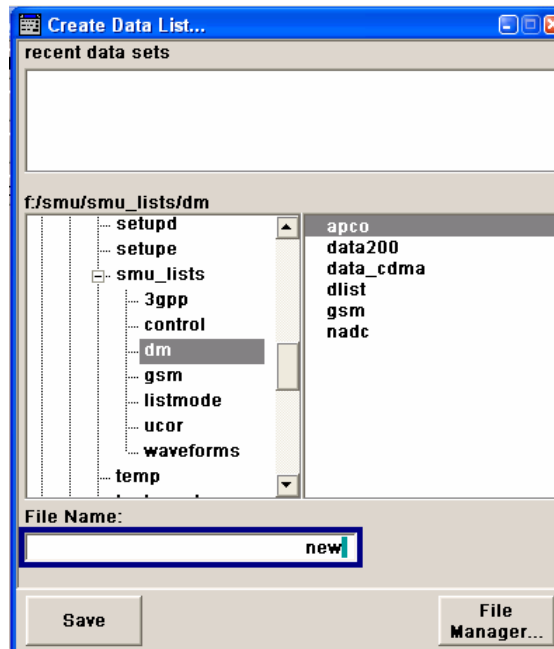 Create Data List...
recent data sets
f:/smu/smu_lists/dm
setupd
setupe
smu_lists
3gpp
control
dm
gsm
listmode
ucor
waveforms
temp
apco
data200
data_cdma
dlist
gsm
nadc
File Name:
new
Save
File
Manager...